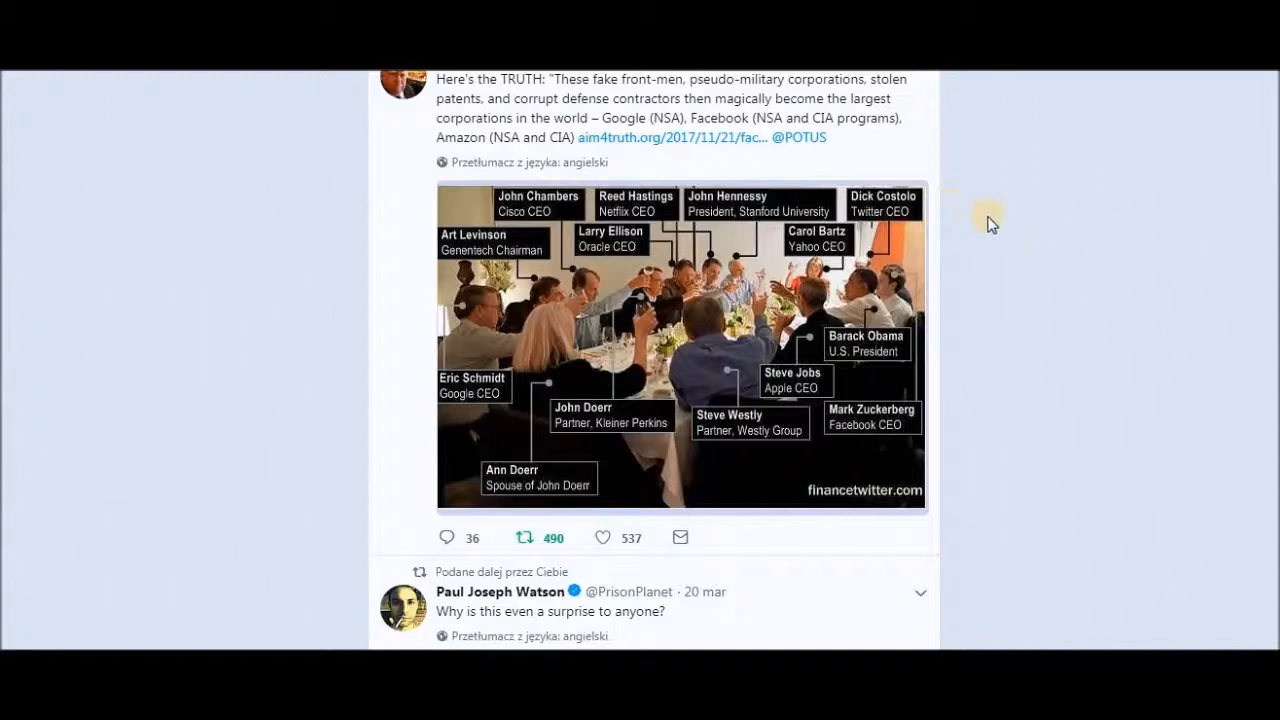 Here's the TRUTH: "These fake front-men, pseudo-military corporations, stolen
patents, and corrupt defense contractors then magically become the largest
corporations in the world – Google (NSA), Facebook (NSA and CIA programs),
Amazon (NSA and CIA) aim4truth.org/2017/11/21/fac... @POTUS
Przetłumacz z języka: angielski
John Chambers
Cisco CEO
Reed Hastings
Netflix CEO
John Hennessy
President, Stanford University
Dick Costolo
Twitter CEO
Art Levinson
Genentech Chairman
Larry Ellison
Oracle CEO
Carol Bartz
Yahoo CEO
Barack Obama
U.S. President
Eric Schmidt
Google CEO
Steve Jobs
Apple CEO
John Doerr
Partner, Kleiner Perkins
Steve Westly
Partner, Westly Group
Mark Zuckerberg
Facebook CEO
Ann Doerr
Spouse of John Doerr
financetwitter.com
36 490 537
Podane dalej przez Ciebie
Paul Joseph Watson @PrisonPlanet · 20 mar
Why is this even a surprise to anyone?
Przetłumacz z języka: angielski